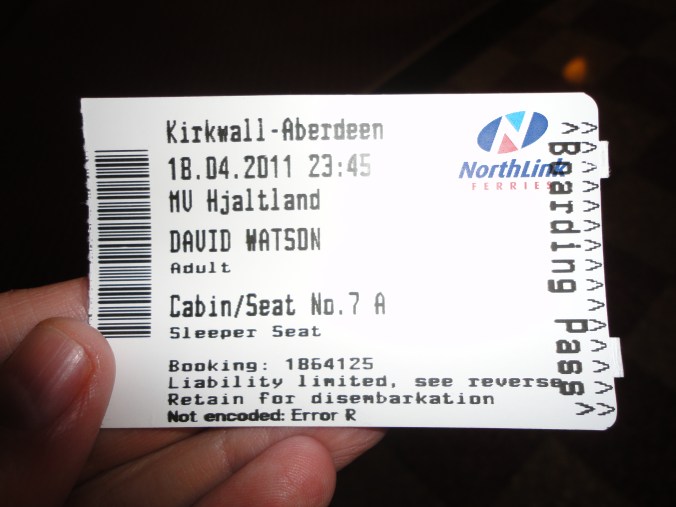 Kirkwall-Aberdeen
18.04.2011 23:45
MV Hjaltland
DAVID WATSON
Adult
Cabin/Seat No.7 A
Sleeper Seat
Booking: 1864125
Liability limited, see reverse
Retain for disembarkation
Not encoded: Error R
NorthLink
FERRIES
>>>>>>>>>>>>>>>
> Boarding Pass >